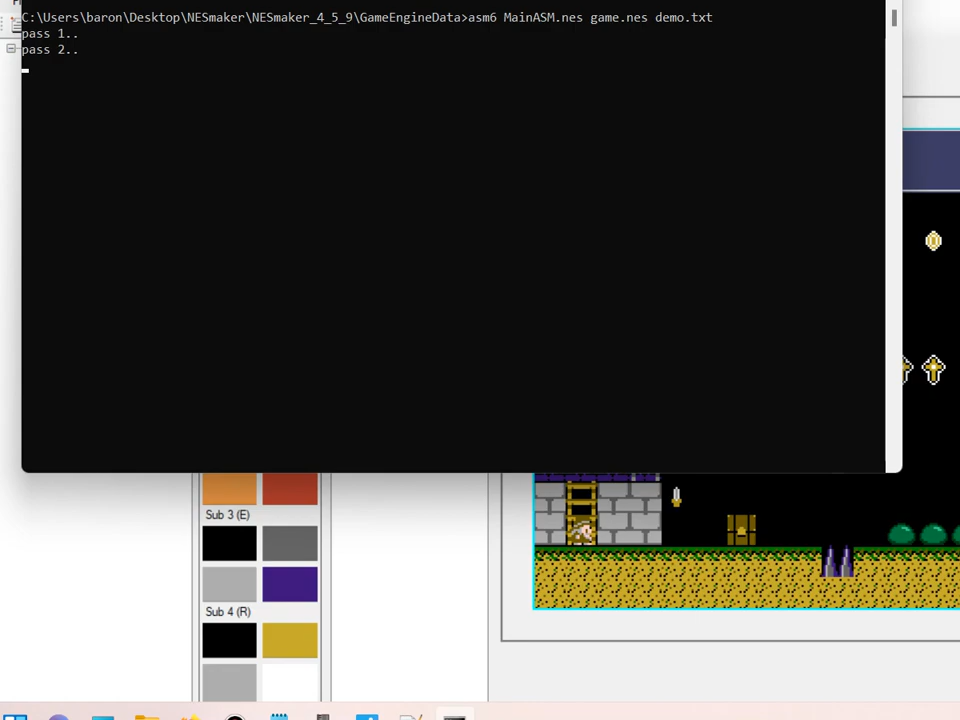 C:\Users\baron\Desktop\NESmaker\NESmaker_4_5_9\GameEngineData>asm6 MainASM.nes game.nes demo.txt
pass 1..
pass 2..
Sub 3 (E)
Sub 4 (R)